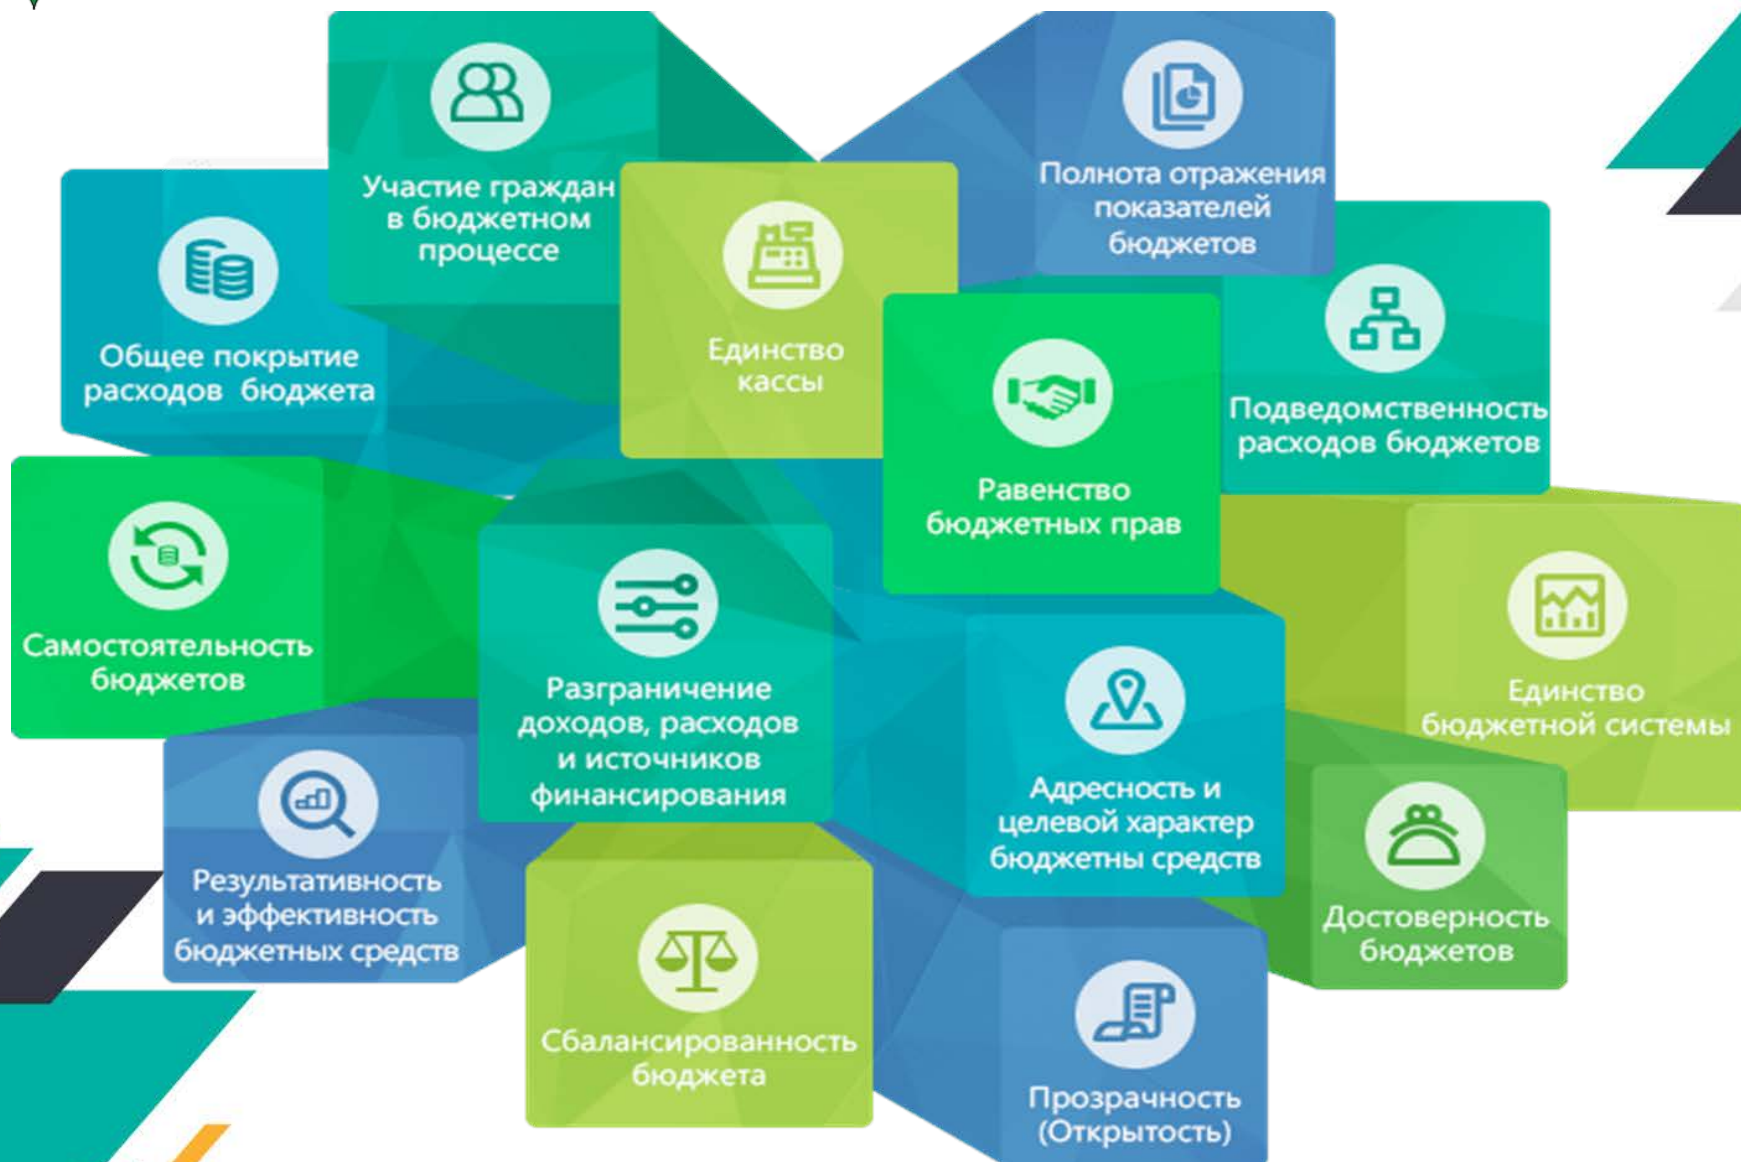 Участие граждан
в бюджетном
процессе
Полнота отражения
показателей
бюджетов
Общее покрытие
расходов бюджета
Единство
кассы
Равенство
бюджетных прав
Подведомственность
расходов бюджетов
Самостоятельность
бюджетов
Разграничение
доходов, расходов
и источников
финансирования
Адресность и
целевой характер
бюджетны средств
Единство
бюджетной системы
Результативность
и эффективность
бюджетных средств
Сбалансированность
бюджета
Достоверность
бюджетов
Прозрачность
(Открытость)